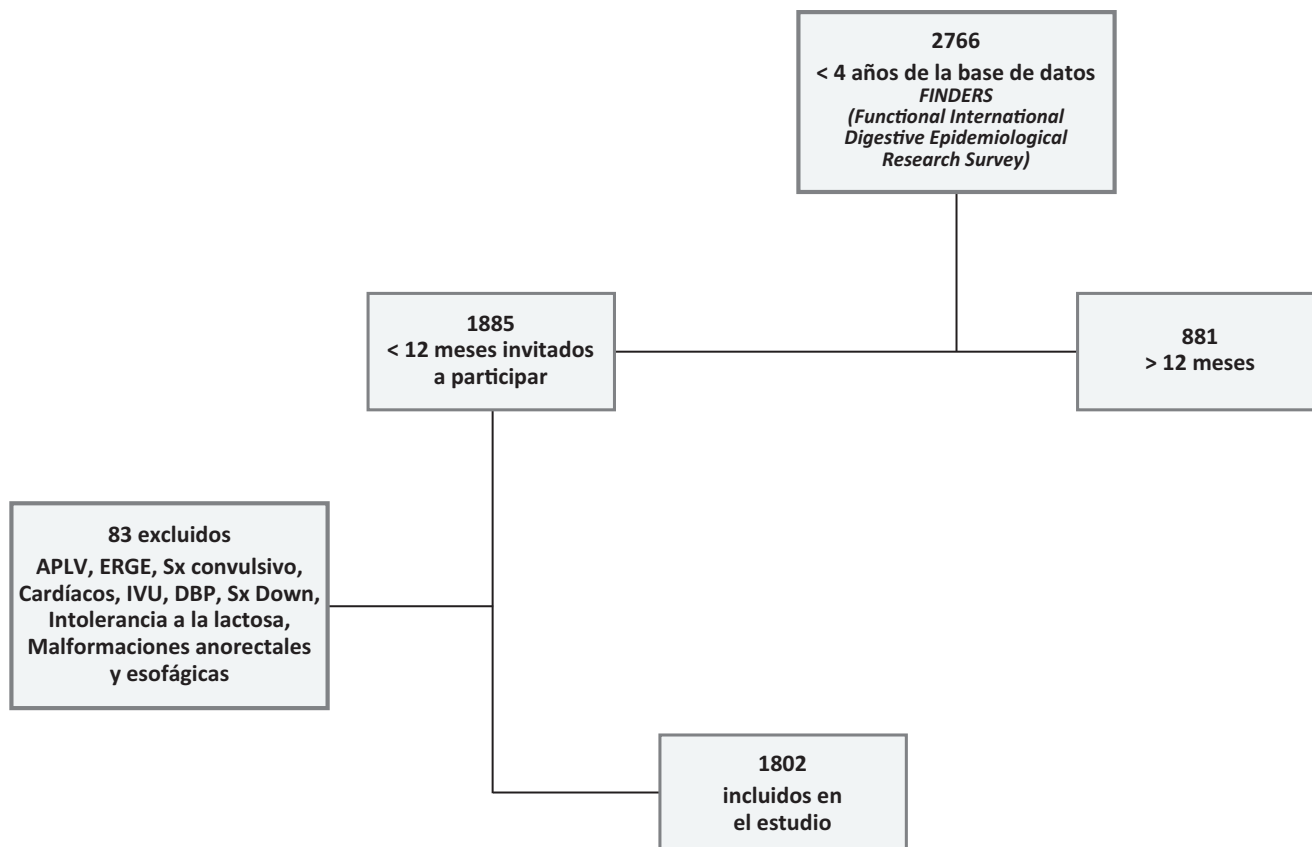 2766
< 4 años de la base de datos
FINDERS
(Functional International
Digestive Epidemiological
Research Survey)
1885
< 12 meses invitados
a participar
881
> 12 meses
83 excluidos
APLV, ERGE, Sx convulsivo,
Cardíacos, IVU, DBP, Sx Down,
Intolerancia a la lactosa,
Malformaciones anorectales
y esofágicas
1802
incluidos en
el estudio